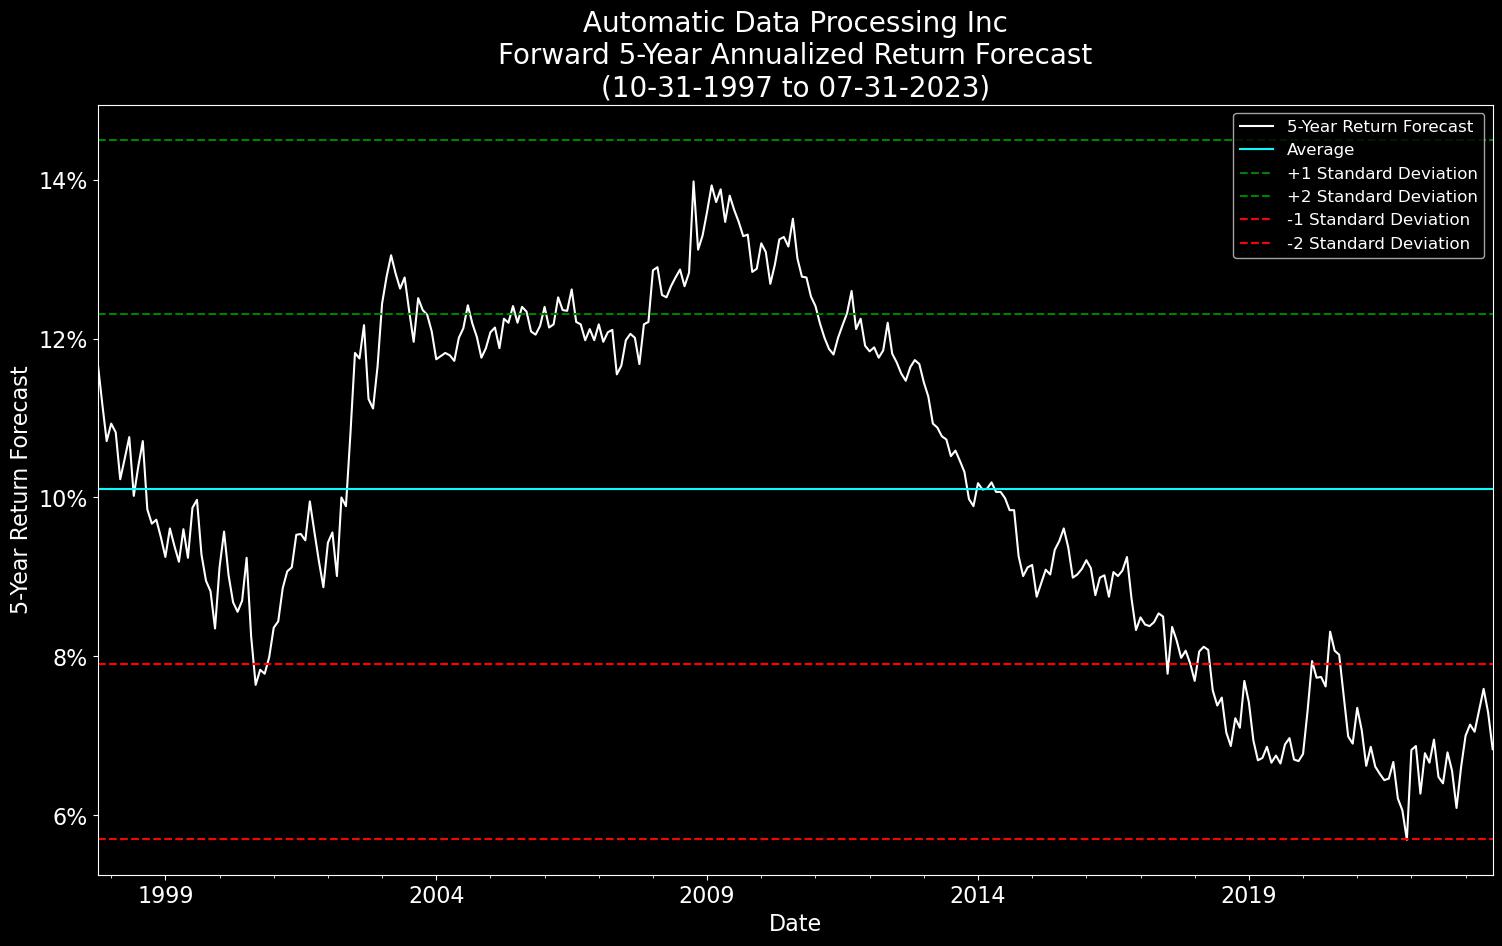 Automatic Data Processing Inc
Forward 5-Year Annualized Return Forecast
(10-31-1997 to 07-31-2023)
5-Year Return Forecast
Average
+1 Standard Deviation
+2 Standard Deviation
-1 Standard Deviation
-2 Standard Deviation
14%
12%
10%
8%
6%
5-Year Return Forecast
1999
2004
2009
2014
2019
Date